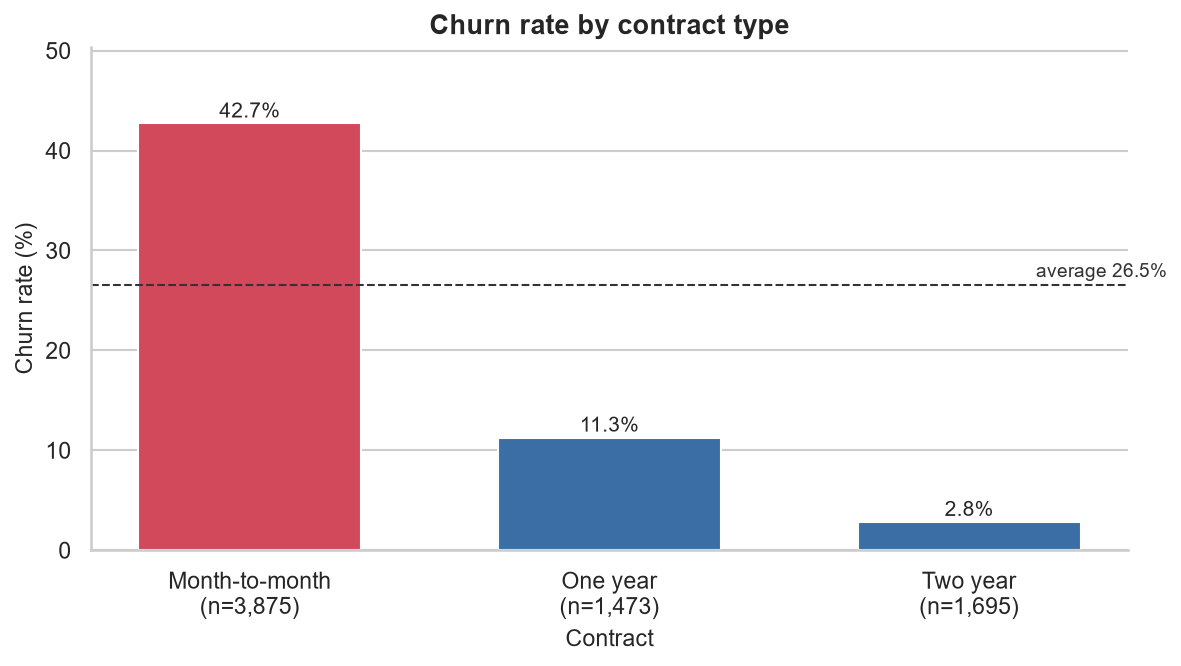 Churn rate by contract type
50
40
30
20
10
0
Churn rate (%)
42.7%
11.3%
2.8%
average 26.5%
Month-to-month
(n=3,875)
One year
(n=1,473)
Two year
(n=1,695)
Contract